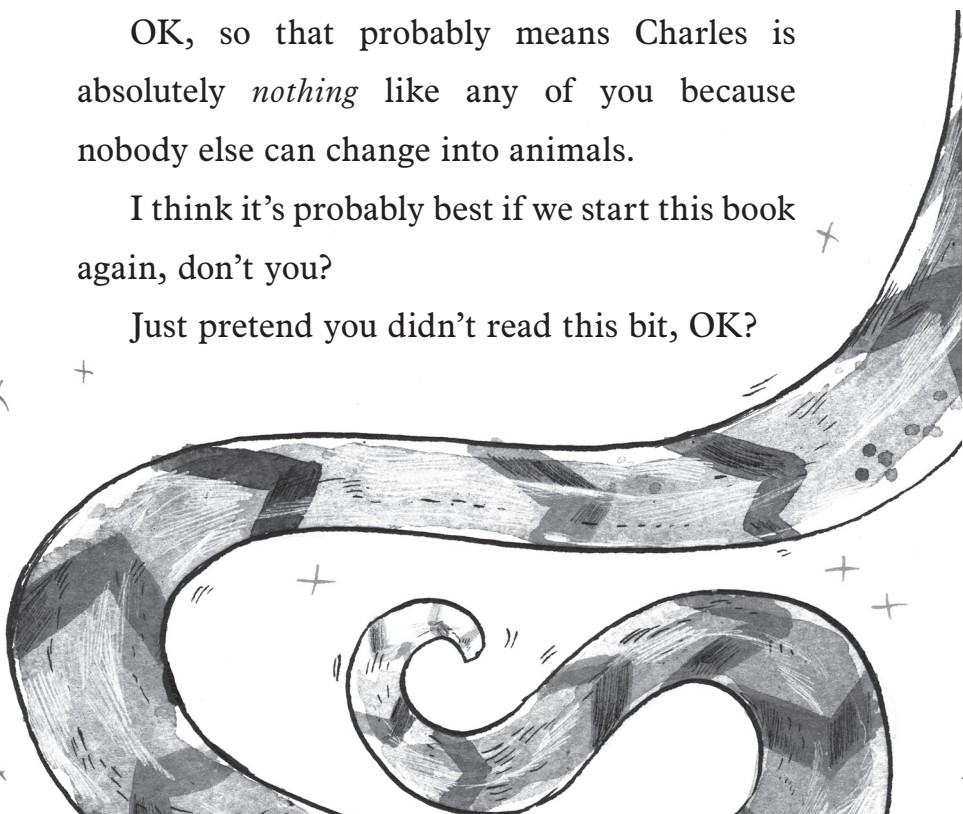 OK, so that probably means Charles is
absolutely nothing like any of you because
nobody else can change into animals.
I think it’s probably best if we start this book
again, don’t you?
Just pretend you didn’t read this bit, OK?